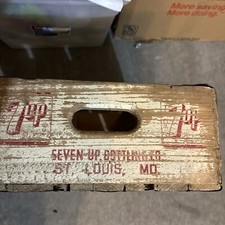 More saving.
More doing.
7up
7up
SEVEN-UP BOTTLING CO
ST. LOUIS, MO.